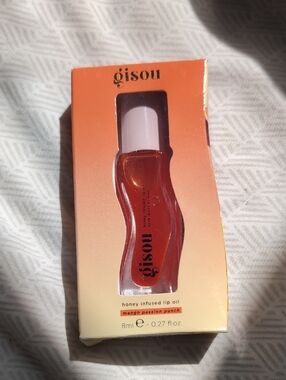 gisou
gisou
honey infused lip oil
mango passion punch
8ml ℮ - 0.27 fl.oz.